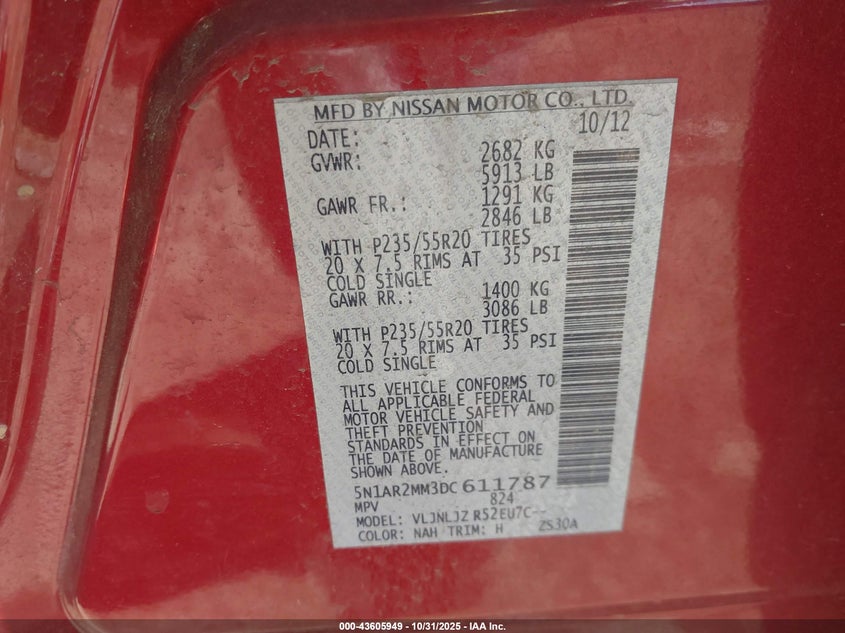 MFD BY NISSAN MOTOR CO., LTD.
DATE: 10/12
GVWR: 2682 KG
5913 LB
GAWR FR.: 1291 KG
2846 LB
WITH P235/55R20 TIRES
20 X 7.5 RIMS AT 35 PSI
COLD SINGLE
GAWR RR.: 1400 KG
3086 LB
WITH P235/55R20 TIRES
20 X 7.5 RIMS AT 35 PSI
COLD SINGLE
THIS VEHICLE CONFORMS TO
ALL APPLICABLE FEDERAL
MOTOR VEHICLE SAFETY AND
THEFT PREVENTION
STANDARDS IN EFFECT ON
THE DATE OF MANUFACTURE
SHOWN ABOVE.
5N1AR2MM3DC611787
MPV 824
MODEL: VLJNLJZ R52EU7C--
COLOR: NAH TRIM: H ZS30A
000-43605949 - 10/31/2025 - IAA Inc.